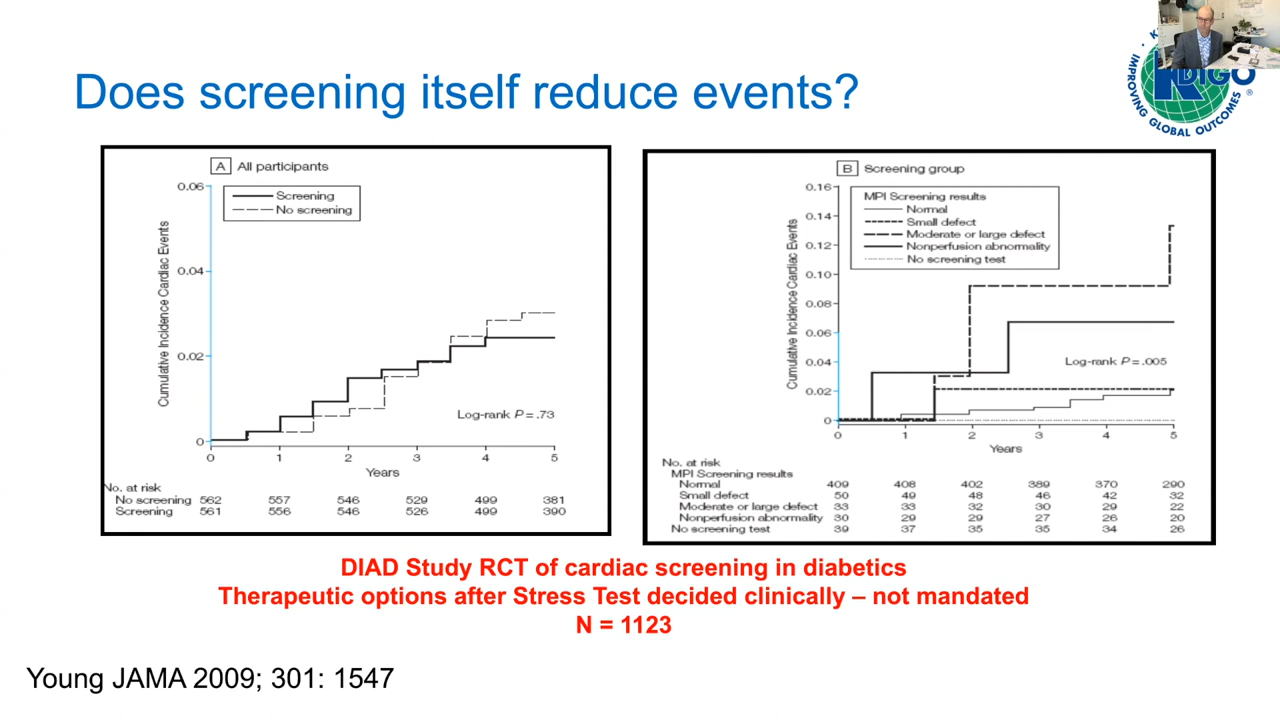 Does screening itself reduce events?
KDIGO
IMPROVING GLOBAL OUTCOMES
®
A All participants
Screening
No screening
Cumulative Incidence Cardiac Events
0.06
0.04
0.02
0
Log-rank P=.73
0 1 2 3 4 5
Years
No. at risk
No screening 562 557 546 529 499 381
Screening 561 556 546 526 499 390
B Screening group
MPI Screening results
Normal
Small defect
Moderate or large defect
Nonperfusion abnormality
No screening test
Cumulative Incidence Cardiac Events
0.16
0.14
0.12
0.10
0.08
0.06
0.04
0.02
0
Log-rank P=.005
0 1 2 3 4 5
Years
No. at risk
MPI Screening results
Normal 409 408 402 389 370 290
Small defect 50 49 48 46 42 32
Moderate or large defect 33 33 32 30 29 22
Nonperfusion abnormality 30 29 29 27 26 20
No screening test 39 37 35 35 34 26
DIAD Study RCT of cardiac screening in diabetics
Therapeutic options after Stress Test decided clinically – not mandated
N = 1123
Young JAMA 2009; 301: 1547